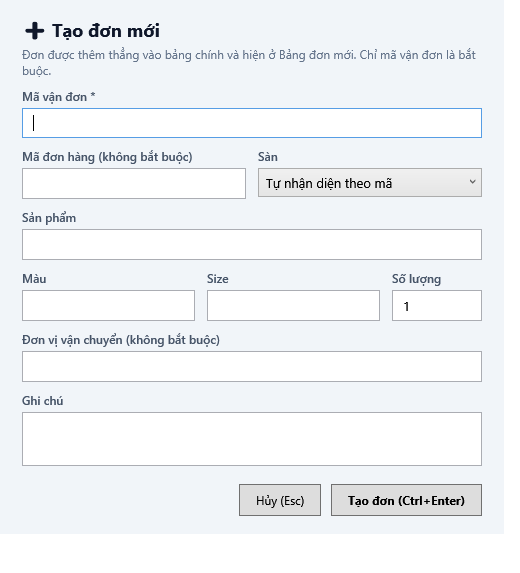 Tạo đơn mới
Đơn được thêm thẳng vào bảng chính và hiện ở Bảng đơn mới. Chỉ mã vận đơn là bắt
buộc.
Mã vận đơn *
Mã đơn hàng (không bắt buộc)
Sàn
Tự nhận diện theo mã
Sản phẩm
Màu
Size
Số lượng
1
Đơn vị vận chuyển (không bắt buộc)
Ghi chú
Hủy (Esc)
Tạo đơn (Ctrl+Enter)